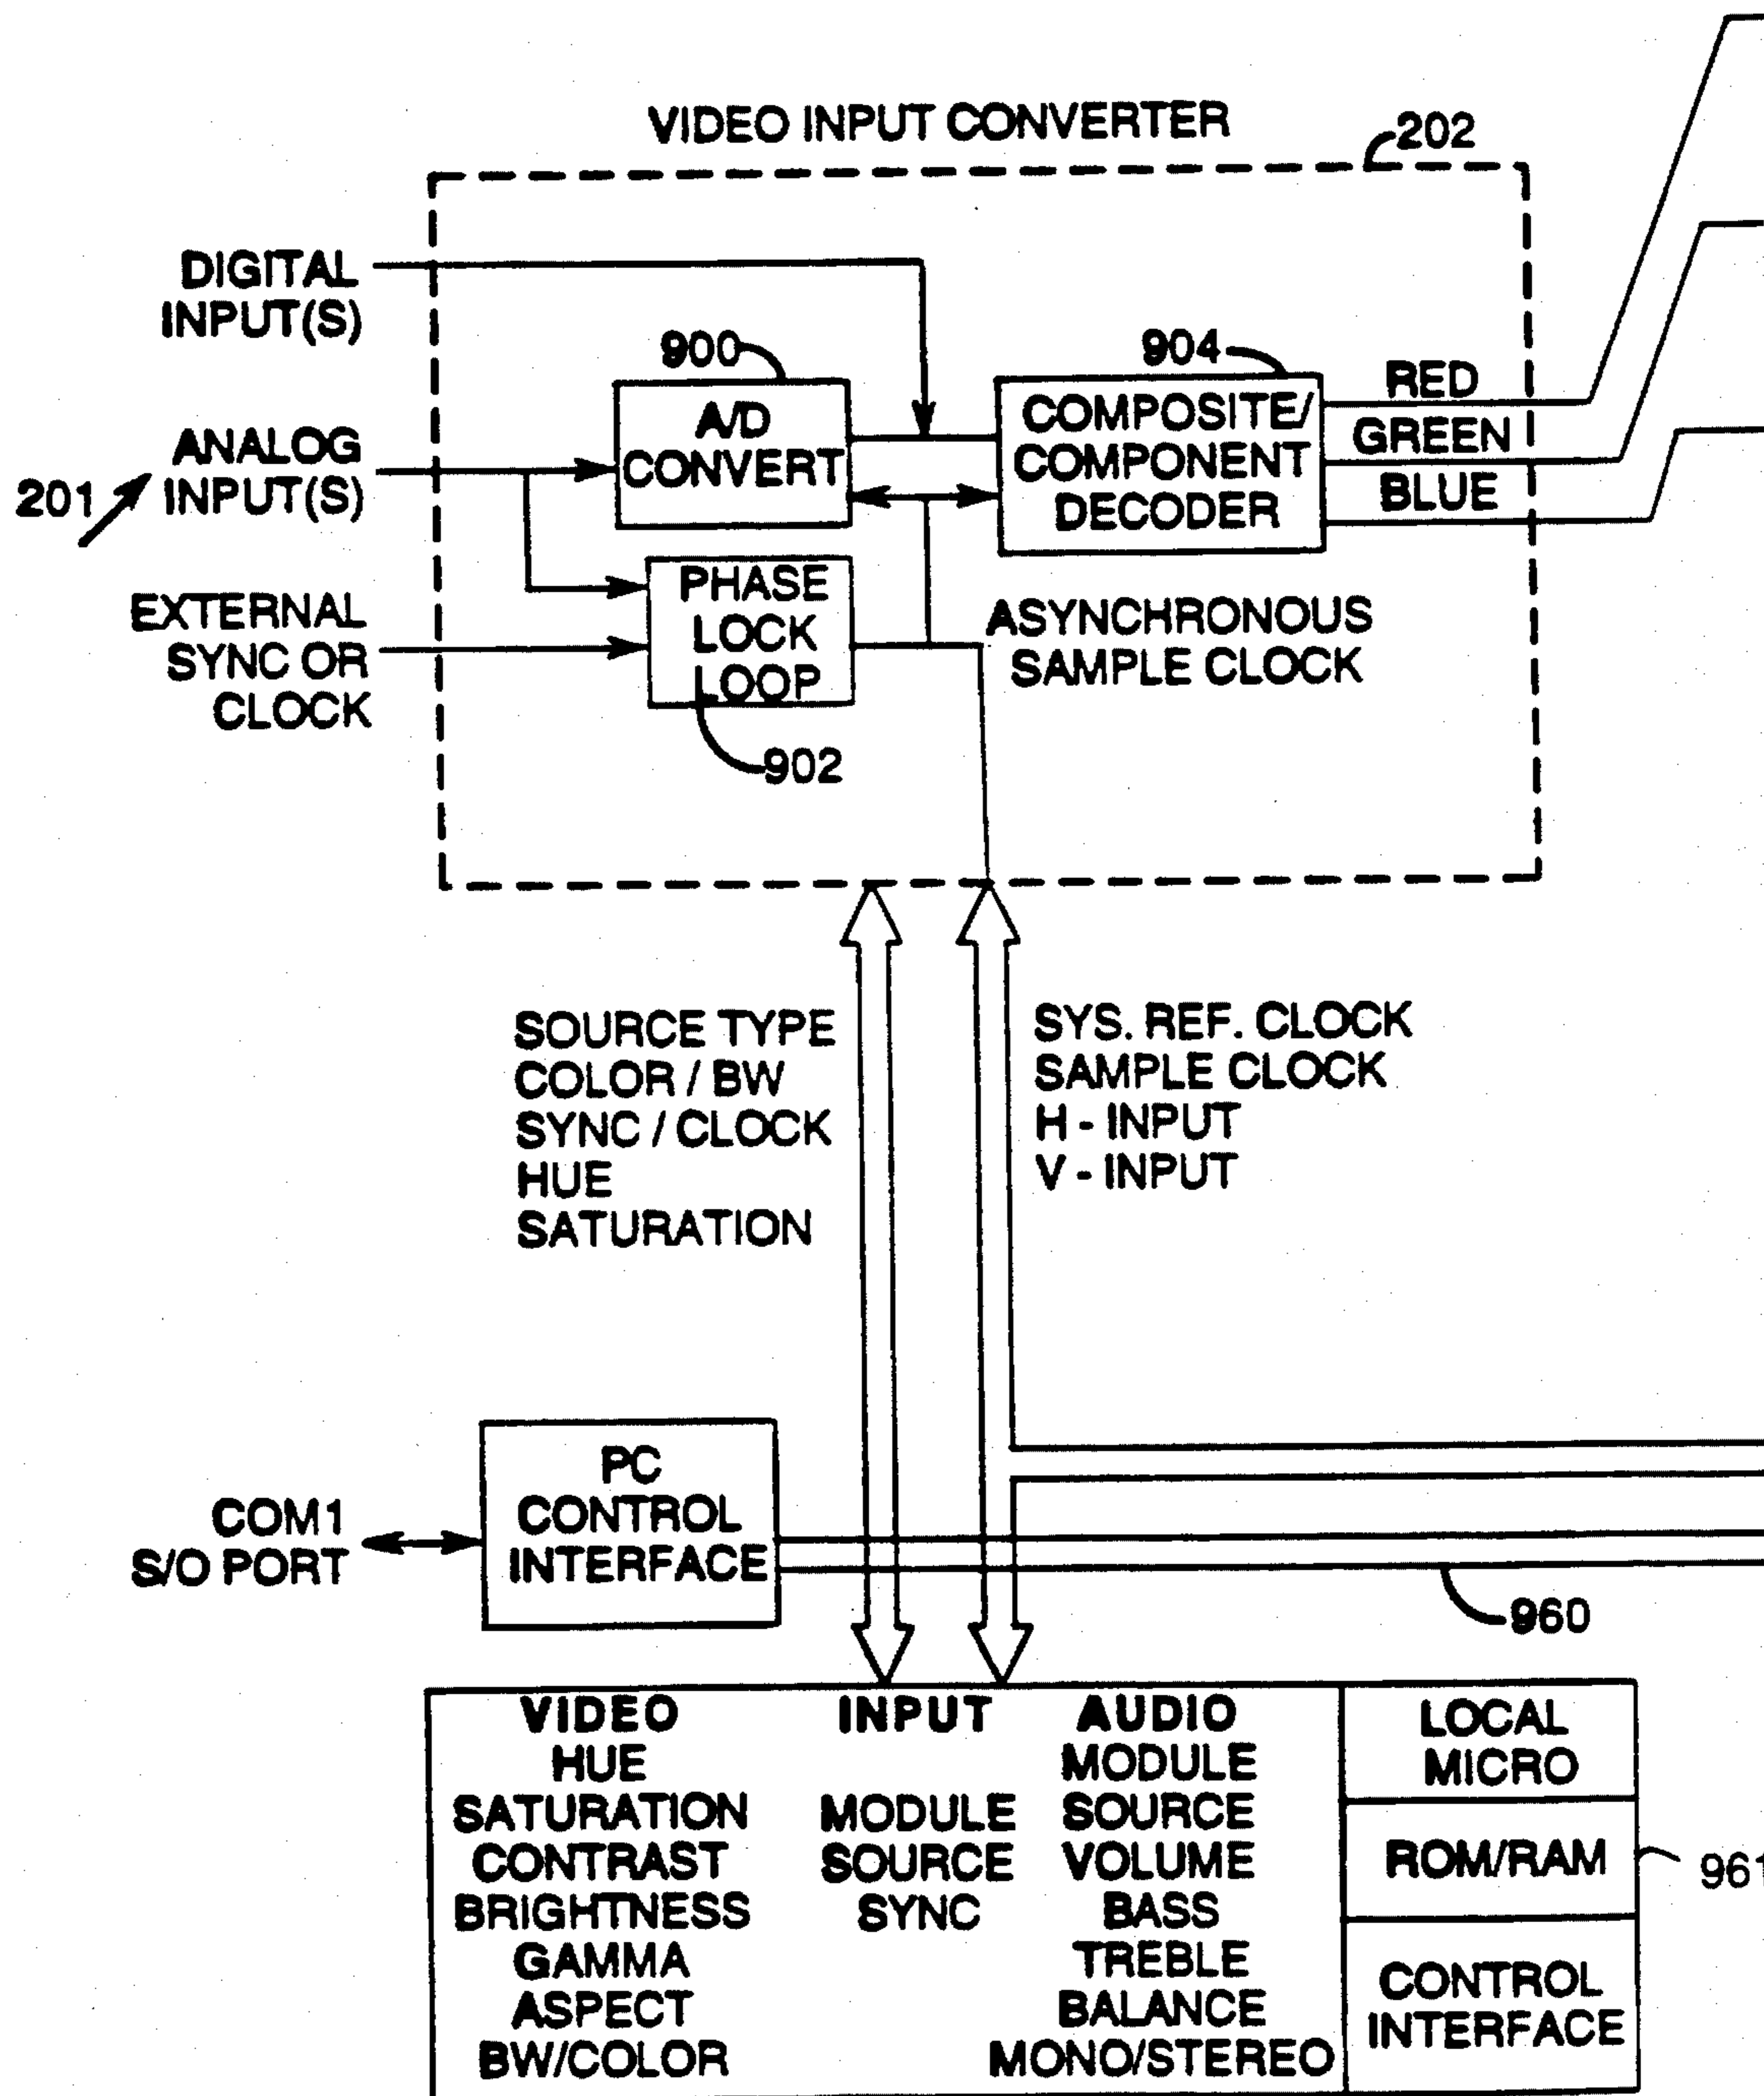 VIDEO INPUT CONVERTER
202
DIGITAL
INPUT(S)
900
904
A/D
CONVERT
COMPOSITE/
COMPONENT
DECODER
RED
GREEN
BLUE
ANALOG
INPUT(S)
201
EXTERNAL
SYNC OR
CLOCK
PHASE
LOCK
LOOP
902
ASYNCHRONOUS
SAMPLE CLOCK
SOURCE TYPE
COLOR / BW
SYNC / CLOCK
HUE
SATURATION
SYS. REF. CLOCK
SAMPLE CLOCK
H - INPUT
V - INPUT
PC
CONTROL
INTERFACE
COM1
S/O PORT
960
VIDEO
HUE
SATURATION
CONTRAST
BRIGHTNESS
GAMMA
ASPECT
BW/COLOR
INPUT
MODULE
SOURCE
SYNC
AUDIO
MODULE
SOURCE
VOLUME
BASS
TREBLE
BALANCE
MONO/STEREO
LOCAL
MICRO
ROM/RAM
CONTROL
INTERFACE
961